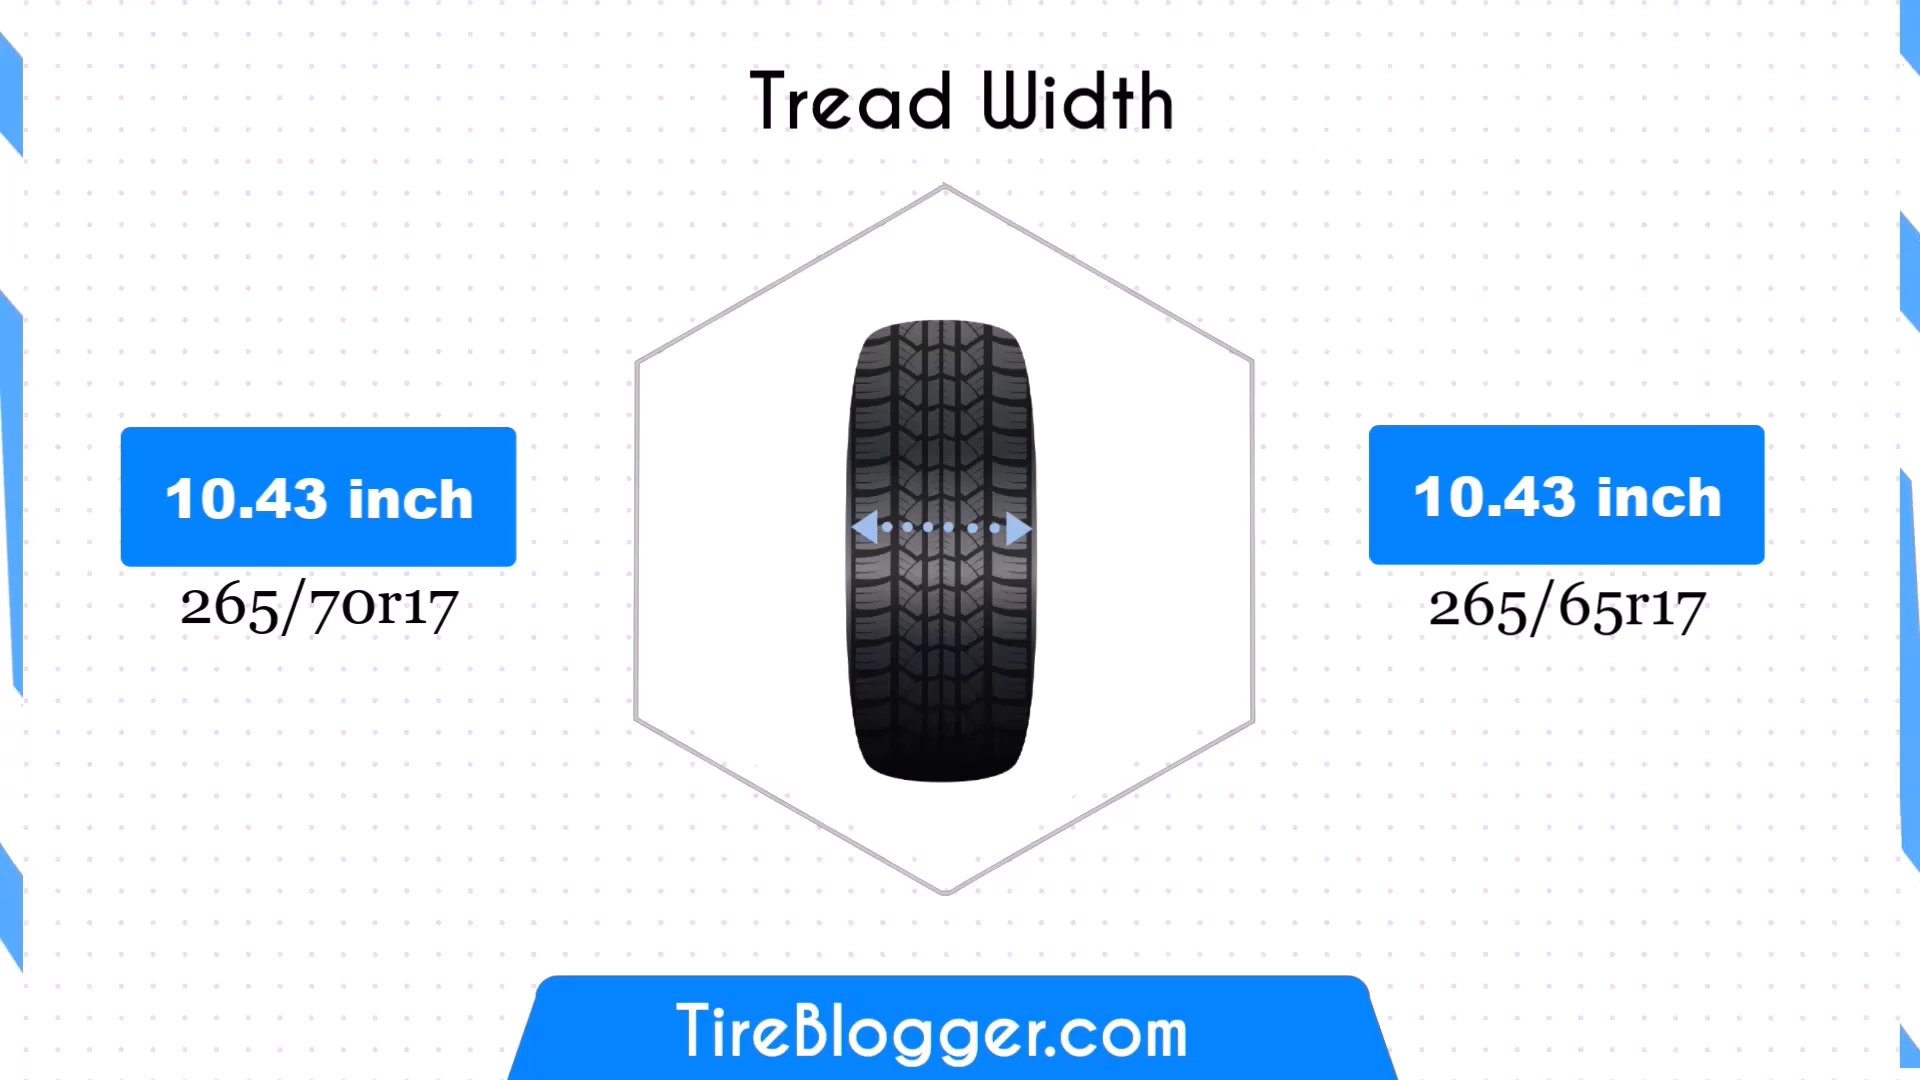 Tread Width
10.43 inch
265/70r17
10.43 inch
265/65r17
TireBlogger.com